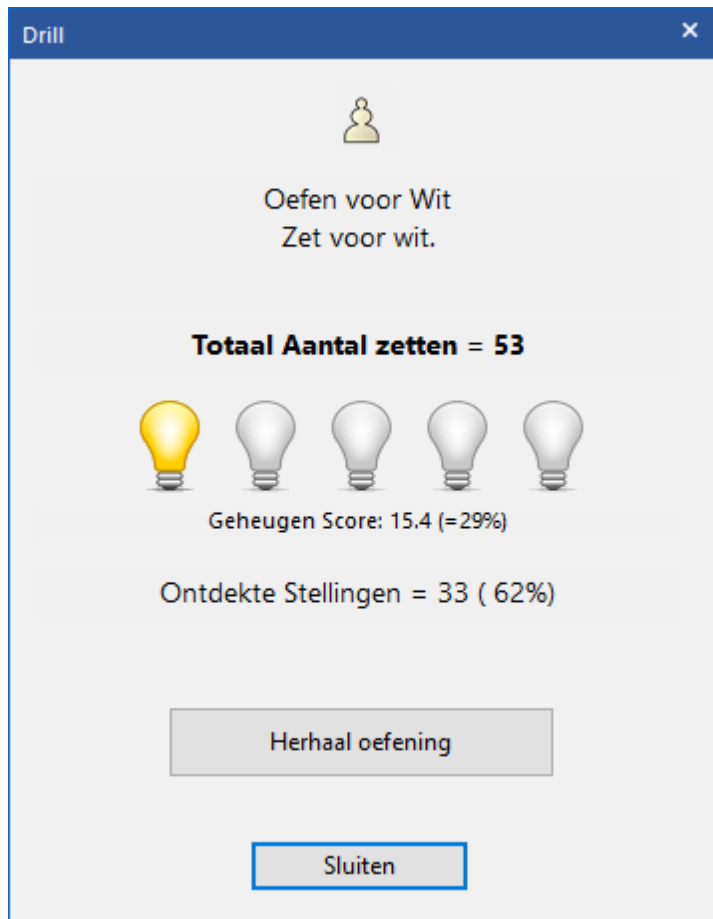 Drill
Oefen voor Wit
Zet voor wit.
Totaal Aantal zetten = 53
Geheugen Score: 15.4 (=29%)
Ontdekte Stellingen = 33 ( 62%)
Herhaal oefening
Sluiten